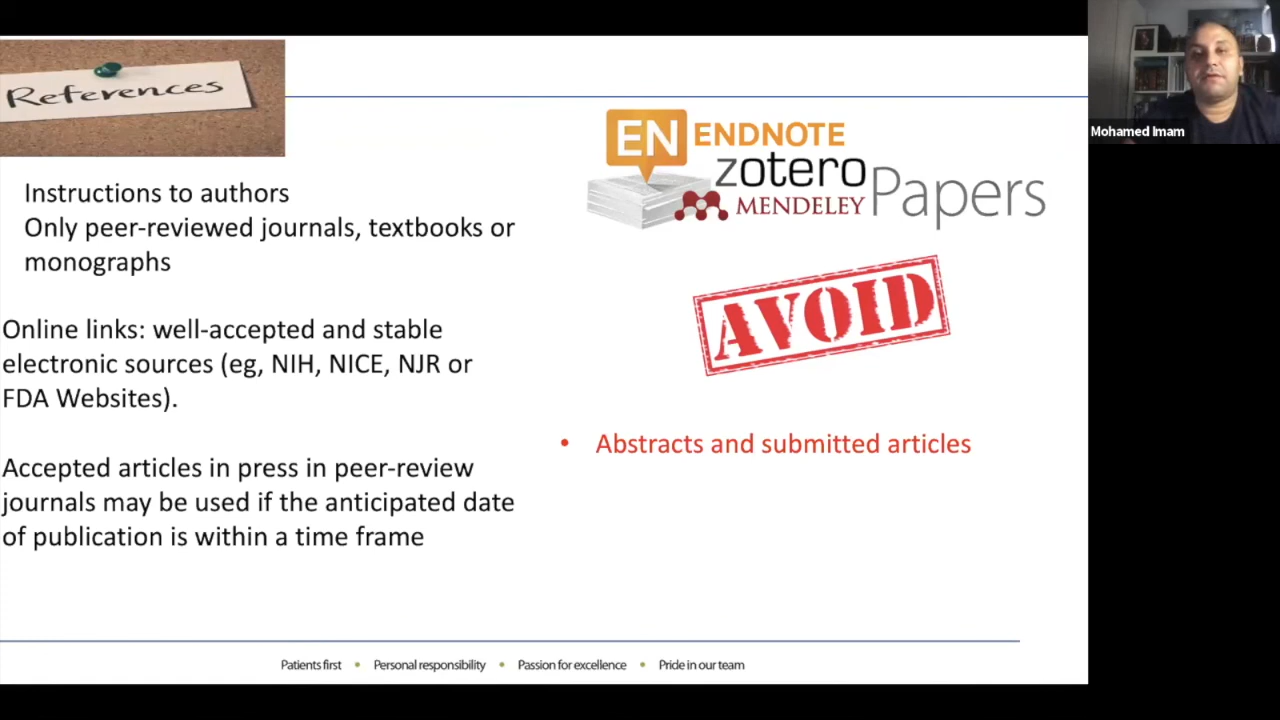 References
Instructions to authors
Only peer-reviewed journals, textbooks or
monographs
Online links: well-accepted and stable
electronic sources (eg, NIH, NICE, NJR or
FDA Websites).
Accepted articles in press in peer-review
journals may be used if the anticipated date
of publication is within a time frame
EN ENDNOTE
zotero
MENDELEY
Papers
AVOID
• Abstracts and submitted articles
Patients first • Personal responsibility • Passion for excellence • Pride in our team
Mohamed Imam